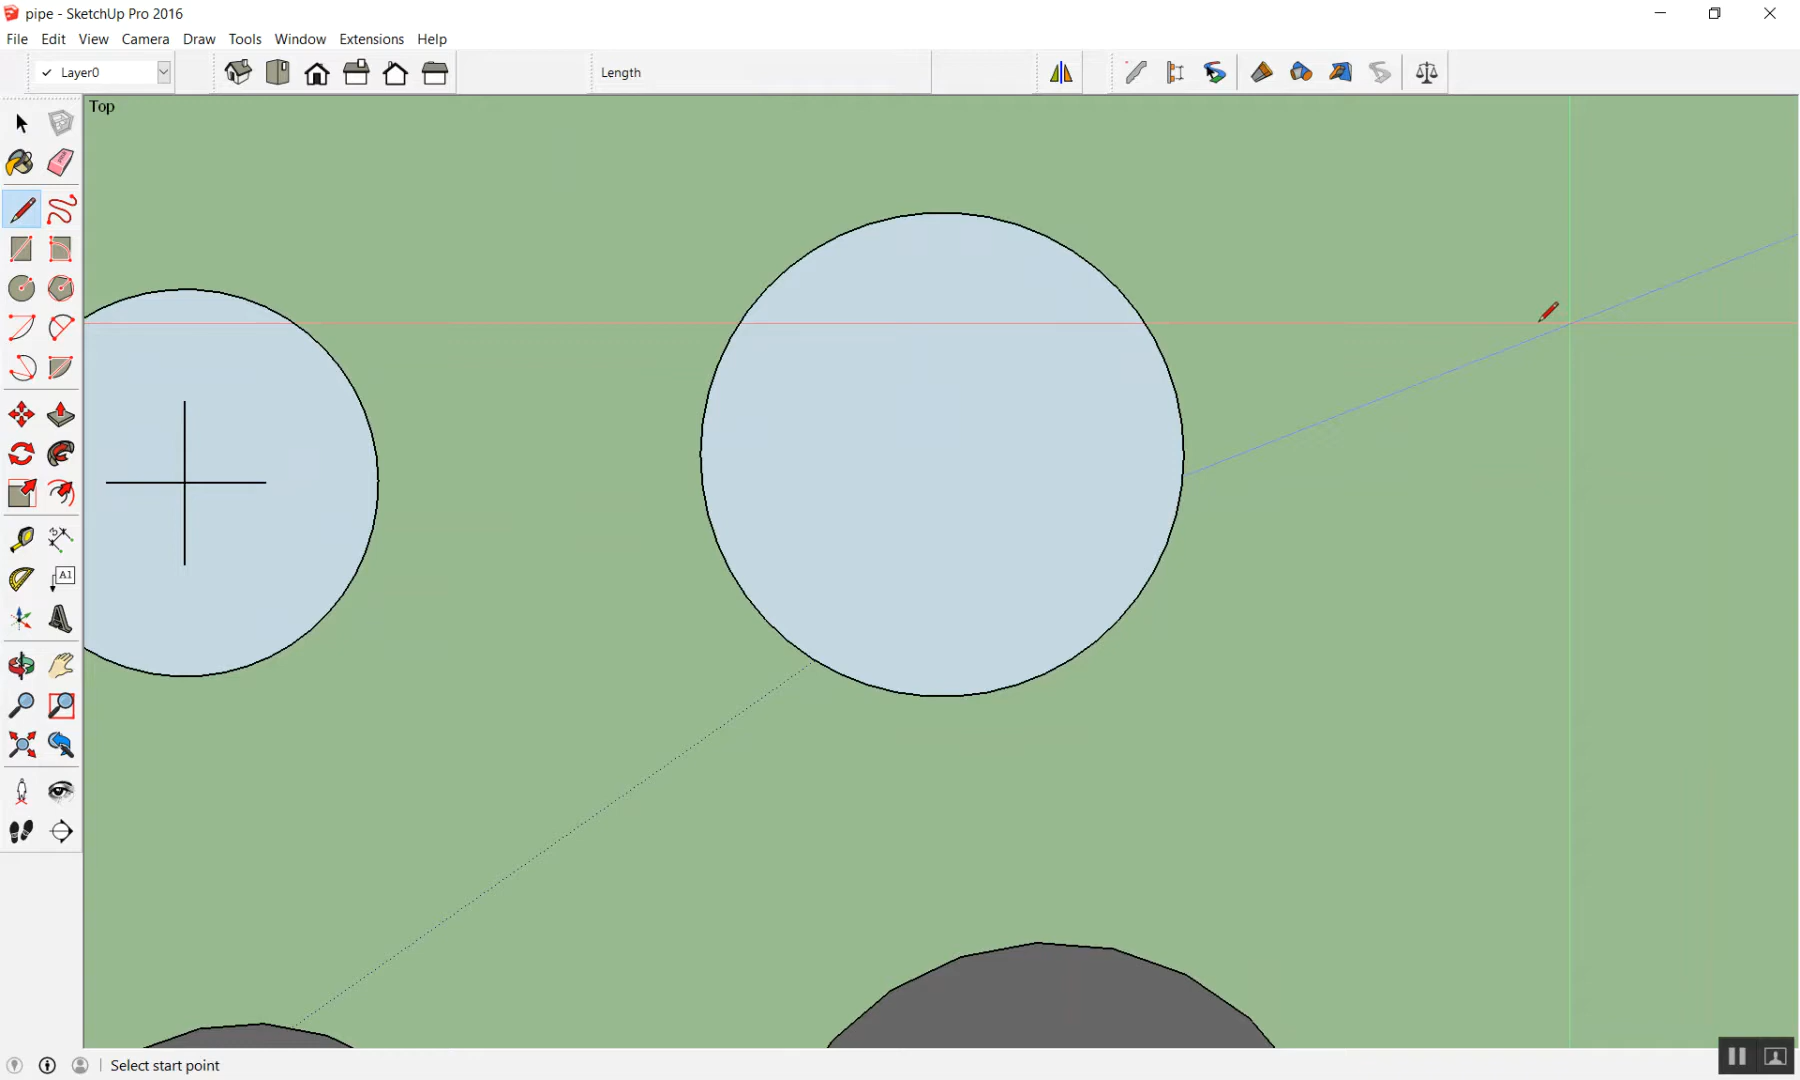 pipe - SketchUp Pro 2016
File Edit View Camera Draw Tools Window Extensions Help
Layer0
Length
Top
A1
Select start point